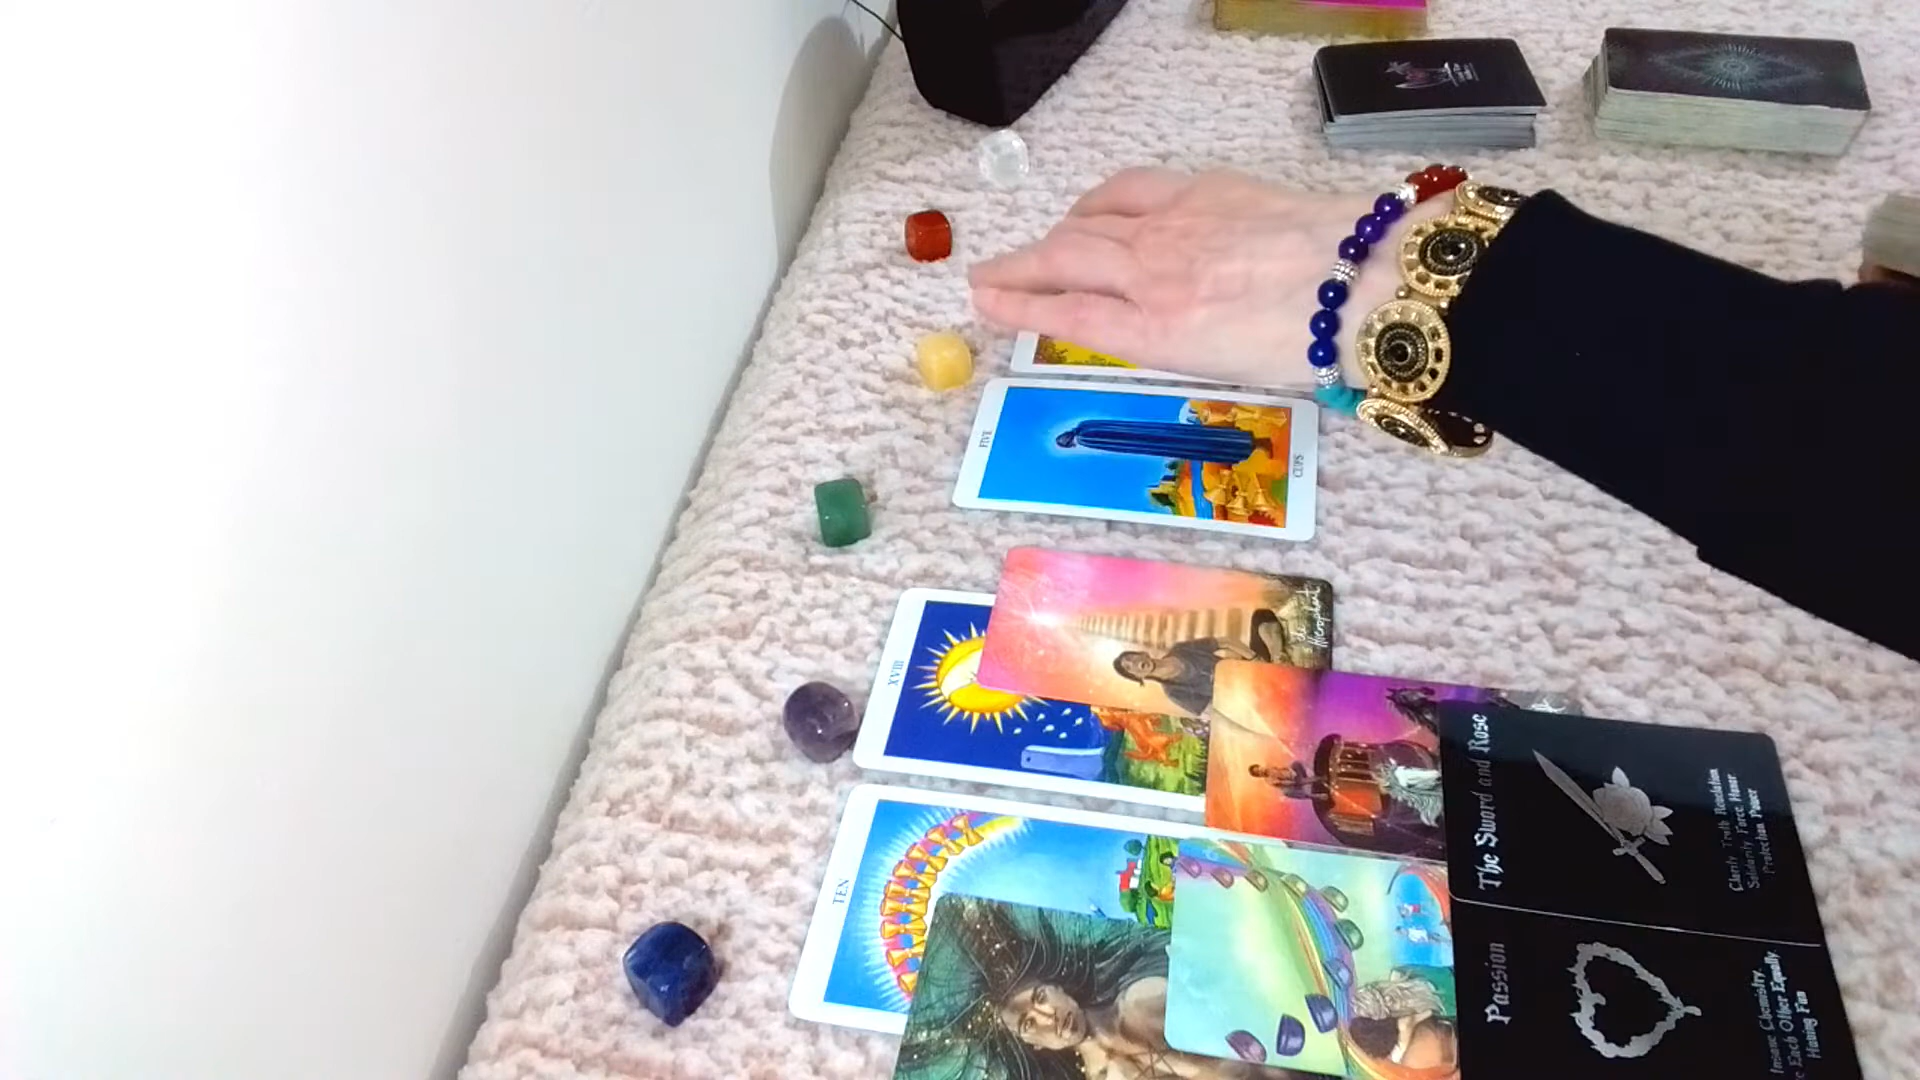 FIVE
CUPS
XVIII
the Hierophant
TEN
The Sword and Rose
Clarity Truth Resolution
Solidarity Force Honor
Protection Power
Passion
Insane Chemistry
Each Other Equally
Having Fun